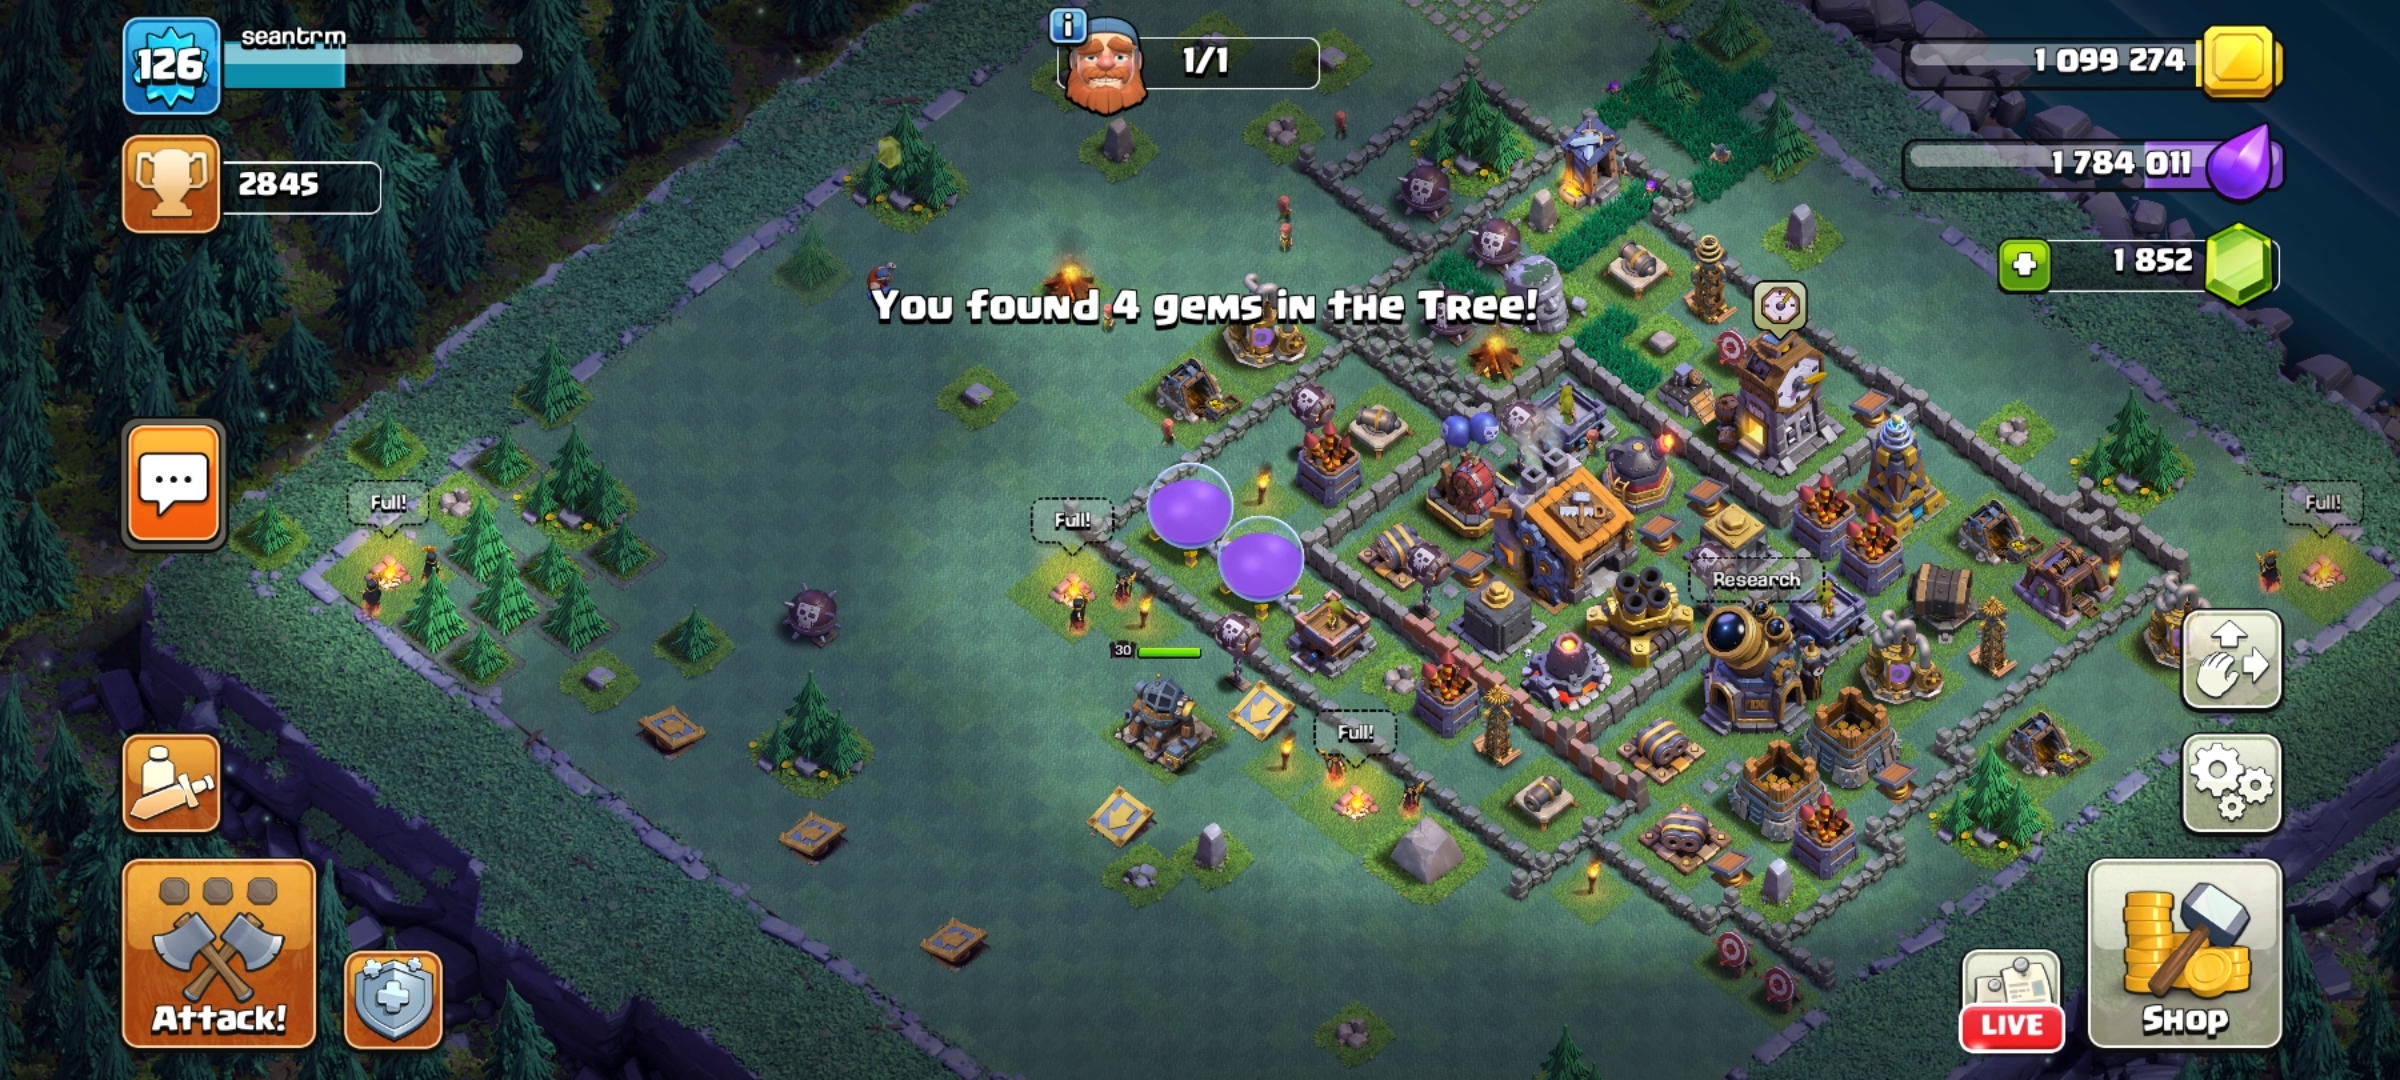 126
seantrm
i
1/1
1 099 274
2845
1 784 011
1 852
You found 4 gems in the Tree!
Full!
Full!
Full!
Research
30
Full!
Attack!
LIVE
Shop